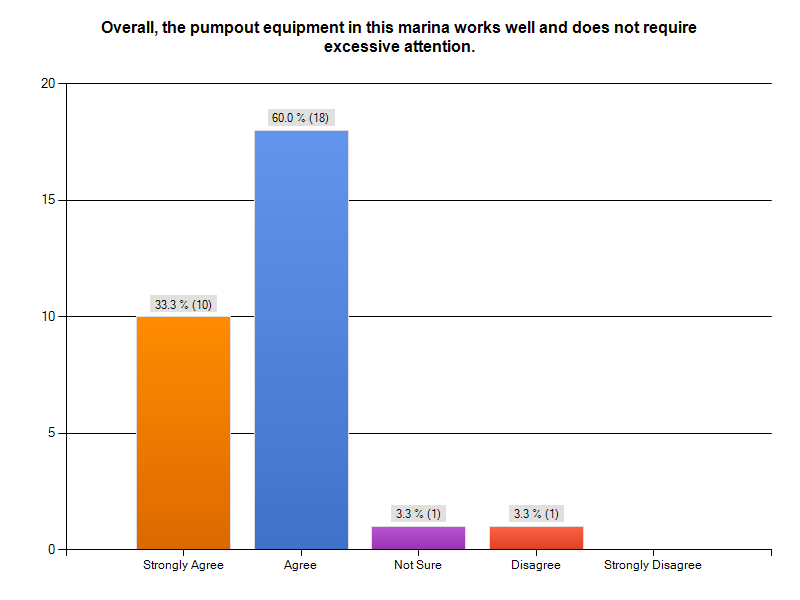 Overall, the pumpout equipment in this marina works well and does not require
excessive attention.
20
15
10
5
0
33.3 % (10)
60.0 % (18)
3.3 % (1)
3.3 % (1)
Strongly Agree
Agree
Not Sure
Disagree
Strongly Disagree